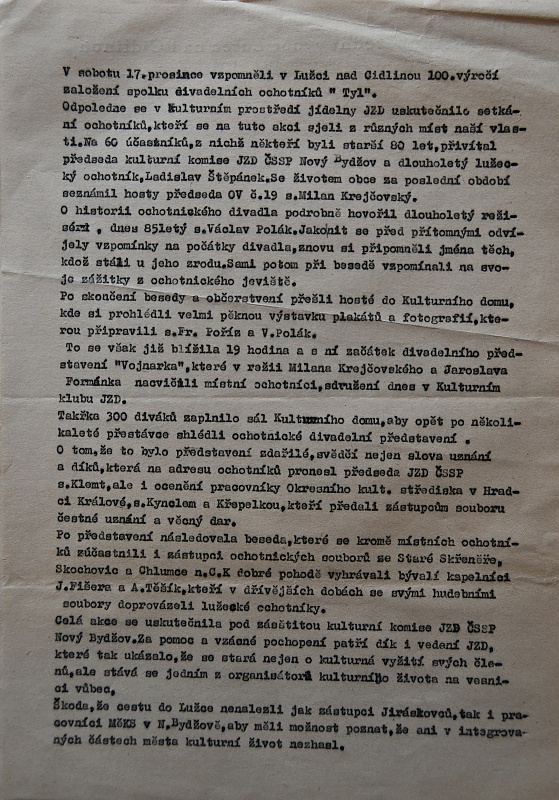 V sobotu 17.prosince vzpomněli v Lužci nad Cidlinou 100.výročí
založení spolku divadelních ochotníků " Tyl".
Odpoledne se v Kulturním prostředí jídelny JZD uskutečnilo setká-
ní ochotníků,kteří se na tuto akci sjeli z různých míst naší vlas-
ti.Na 60 účastníků,z nichž někteří byli starší 80 let,přivítal
předseda kulturní komise JZD ČSSP Nový Bydžov a dlouholetý lužec-
ký ochotník,Ladislav Štěpánek.Se životem obce za poslední období
seznámil hosty předseda OV č.19 s.Milan Krejčovský.
O historii ochotnického divadla podrobně hovořil dlouholetý reži-
sér , dnes 85letý s.Václav Polák.Jakonit se před přítomnými odví-
jely vzpomínky na počátky divadla,znovu si připomněli jména těch,
kdož stáli u jeho zrodu.Sami potom při besedě vzpomínali na svo-
je zážitky z ochotnického jeviště.
Po skončení besedy a občerstvení přešli hosté do Kulturního domu,
kde si prohlédli velmi pěknou výstavku plakátů a fotografií,kte-
rou připravili s.Fr. Poříz a V.Polák.
To se však již blížila 19 hodina a s ní začátek divadelního před-
stavení "Vojnarka",které v režii Milana Krejčovského a Jaroslava
Formánka nacvičili místní ochotníci,sdružení dnes v Kulturním
klubu JZD.
Takřka 300 diváků zaplnilo sál Kulturního domu,aby opět po několi-
kaleté přestávce shlédli ochotnické divadelní představení .
O tom,že to bylo představení zdařilé,svědčí nejen slova uznání
a díků,která na adresu ochotníků pronesl předseda JZD ČSSP
s.Klemt,ale i ocenění pracovníky Okresního kult. střediska v Hrad-
ci Králové,s.Kynclem a Křepelkou,kteří předali zástupcům souboru
čestné uznání a věcný dar.
Po představení následovala beseda,které se kromě místních ochotní-
ků zúčastnili i zástupci ochotnických souborů ze Staré Skřeněře,
Skochovic a Chlumce n.C.K dobré pohodě vyhrávali bývalí kapelníci
J.Fišera a A.Těžík,kteří v dřívějších dobách se svými hudebními
soubory doprovázeli lužecké ochotníky.
Celá akce se uskutečnila pod záštitou kulturní komise JZD ČSSP
Nový Bydžov.Za pomoc a vzácné pochopení patří dík i vedení JZD,
které tak ukázalo,že se stará nejen o kulturná vyžití svých čle-
nů,ale stává se jedním z organisátorů kulturního života na vesni-
ci vůbec,
Škoda,že cestu do Lužce nenalezli jak zástupci Jiráskovců,tak i pra-
covníci MěKS v N.Bydžově,aby měli možnost poznat,že ani v integrova-
ných částech města kulturní život nezhasl.